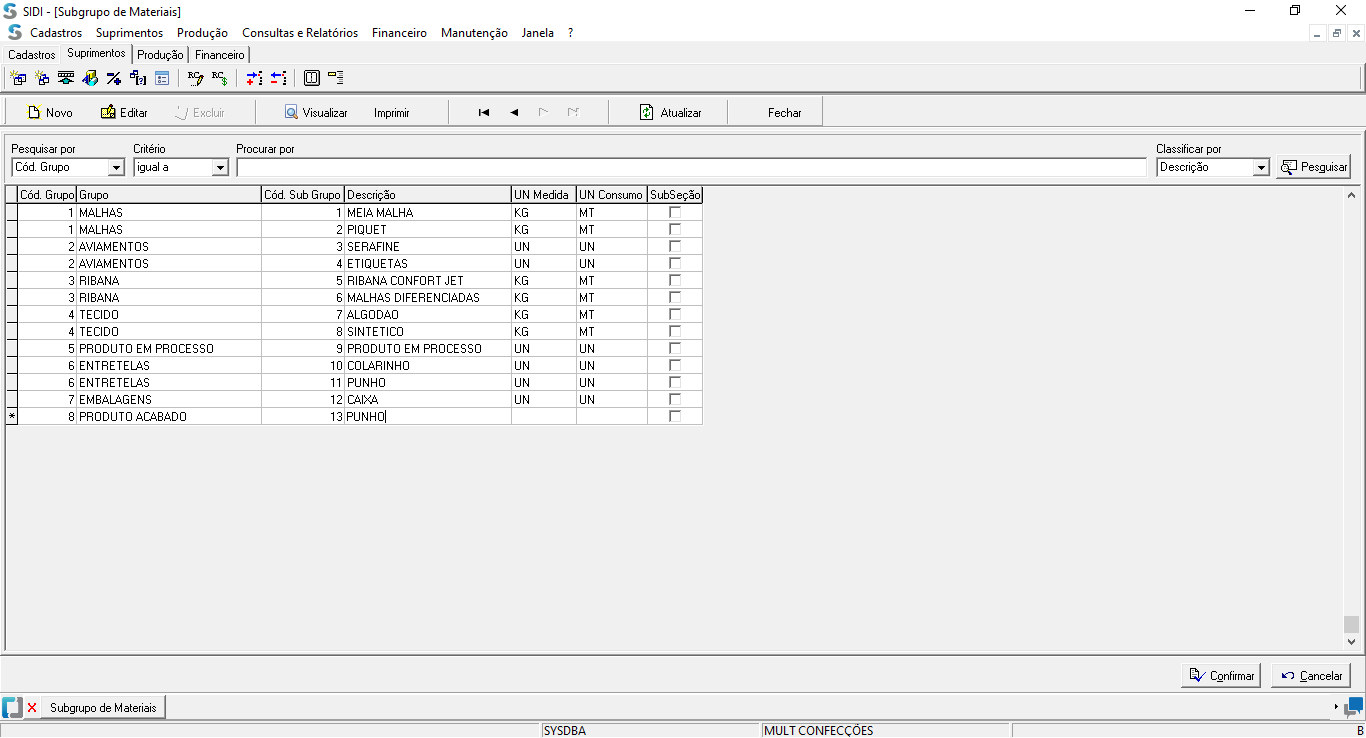 SIDI - [Subgrupo de Materiais]
Cadastros Suprimentos Produção Consultas e Relatórios Financeiro Manutenção Janela ?
Cadastros Suprimentos Produção Financeiro
Novo Editar Excluir Visualizar Imprimir Atualizar Fechar
Pesquisar por Critério Procurar por Classificar por
Cód. Grupo igual a Descrição Pesquisar
Cód. Grupo Grupo Cód. Sub Grupo Descrição UN Medida UN Consumo SubSeção
1 MALHAS 1 MEIA MALHA KG MT
1 MALHAS 2 PIQUET KG MT
2 AVIAMENTOS 3 SERAFINE UN UN
2 AVIAMENTOS 4 ETIQUETAS UN UN
3 RIBANA 5 RIBANA CONFORT JET KG MT
3 RIBANA 6 MALHAS DIFERENCIADAS KG MT
4 TECIDO 7 ALGODAO KG MT
4 TECIDO 8 SINTETICO KG MT
5 PRODUTO EM PROCESSO 9 PRODUTO EM PROCESSO UN UN
6 ENTRETELAS 10 COLARINHO UN UN
6 ENTRETELAS 11 PUNHO UN UN
7 EMBALAGENS 12 CAIXA UN UN
* 8 PRODUTO ACABADO 13 PUNHO
Confirmar Cancelar
Subgrupo de Materiais
SYSDBA MULT CONFECÇÕES B